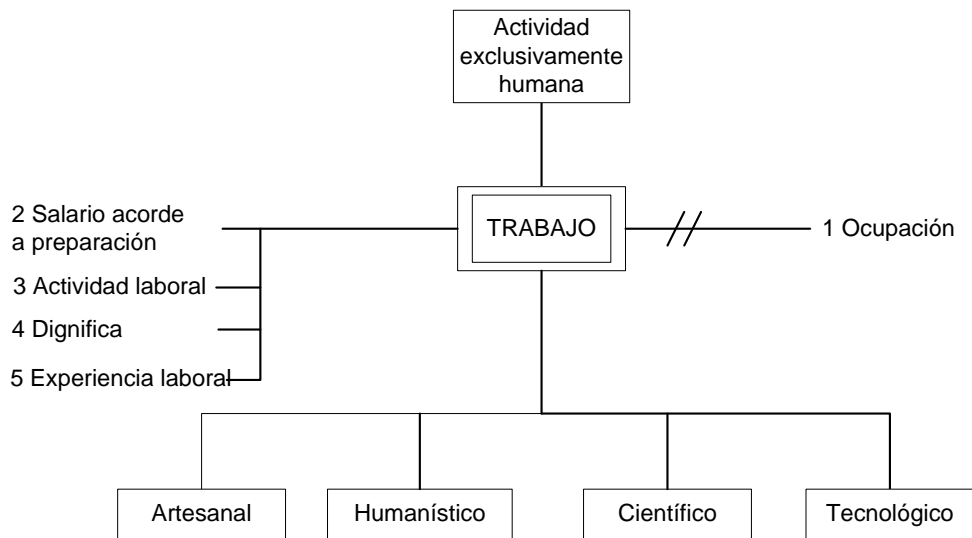 Actividad
exclusivamente
humana
2 Salario acorde
a preparación
TRABAJO
1 Ocupación
3 Actividad laboral
4 Dignifica
5 Experiencia laboral
Artesanal
Humanístico
Científico
Tecnológico